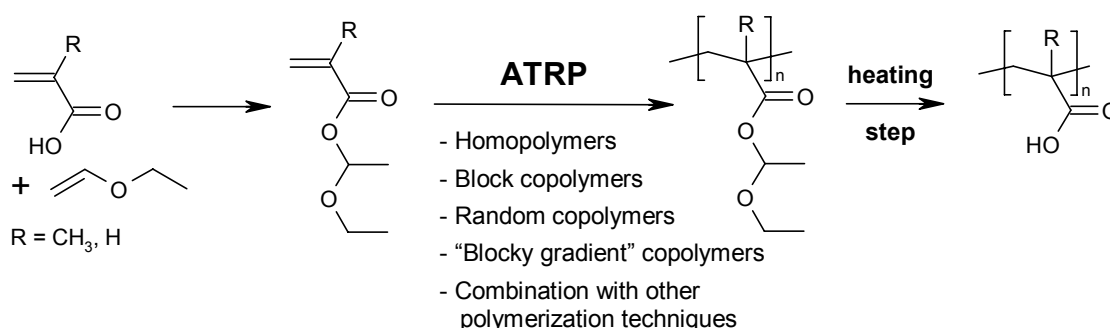 R
O
HO
+
O
R = CH3, H
R
O
O
O
ATRP
- Homopolymers
- Block copolymers
- Random copolymers
- “Blocky gradient” copolymers
- Combination with other
polymerization techniques
R
n
O
O
O
heating
step
R
n
O
HO